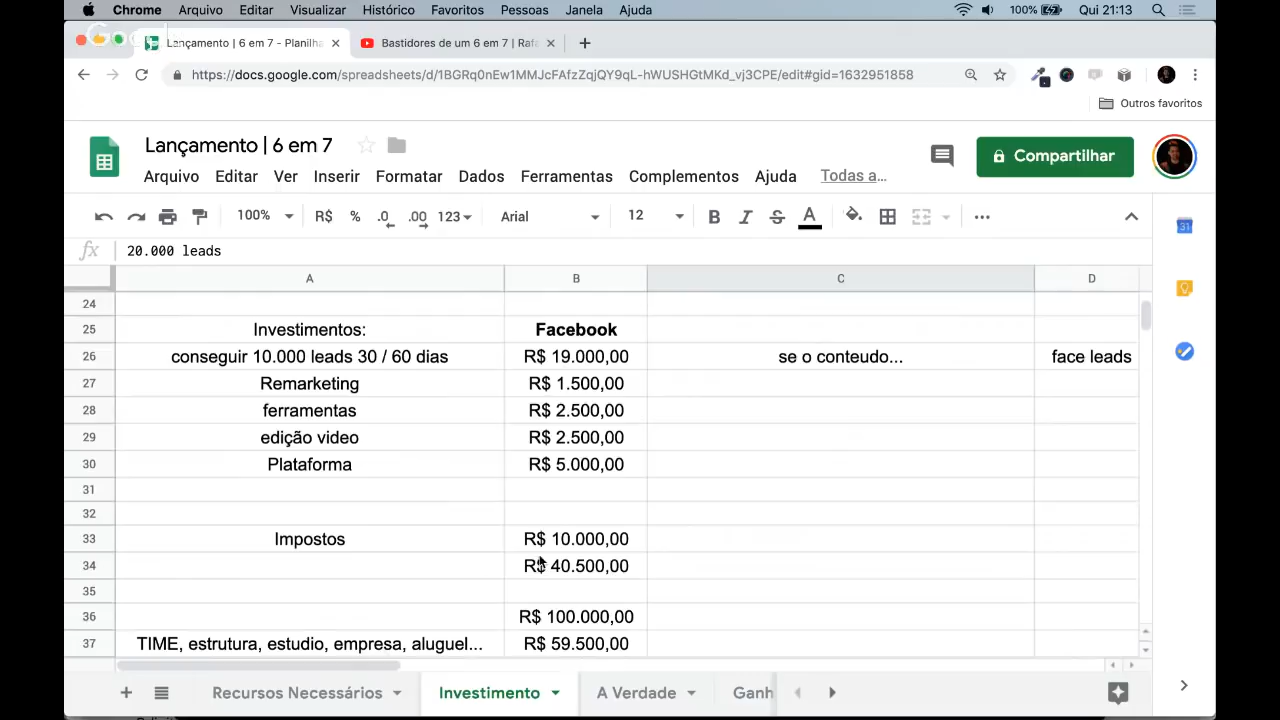 Chrome Arquivo Editar Visualizar Histórico Favoritos Pessoas Janela Ajuda 100% Qui 21:13
Lançamento | 6 em 7 - Planilha Bastidores de um 6 em 7 | Rafa
https://docs.google.com/spreadsheets/d/1BGRq0nEw1MMJcFAfzZqjQY9qL-hWUSHGtMKd_vj3CPE/edit#gid=1632951858
Outros favoritos
Lançamento | 6 em 7
Compartilhar
Arquivo Editar Ver Inserir Formatar Dados Ferramentas Complementos Ajuda Todas a...
100% R$ % .0 .00 123 Arial 12 B I S A
31
fx 20.000 leads
A B C D
24
25 Investimentos: Facebook
26 conseguir 10.000 leads 30 / 60 dias R$ 19.000,00 se o conteudo... face leads
27 Remarketing R$ 1.500,00
28 ferramentas R$ 2.500,00
29 edição video R$ 2.500,00
30 Plataforma R$ 5.000,00
31
32
33 Impostos R$ 10.000,00
34 R$ 40.500,00
35
36 R$ 100.000,00
37 TIME, estrutura, estudio, empresa, aluguel... R$ 59.500,00
Recursos Necessários Investimento A Verdade Ganh